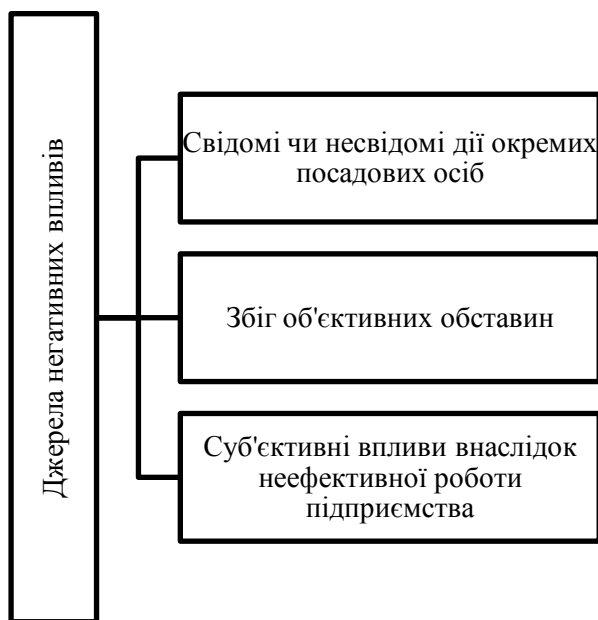 Джерела негативних впливів
Свідомі чи несвідомі дії окремих
посадових осіб
Збіг об'єктивних обставин
Суб'єктивні впливи внаслідок
неефективної роботи
підприємства